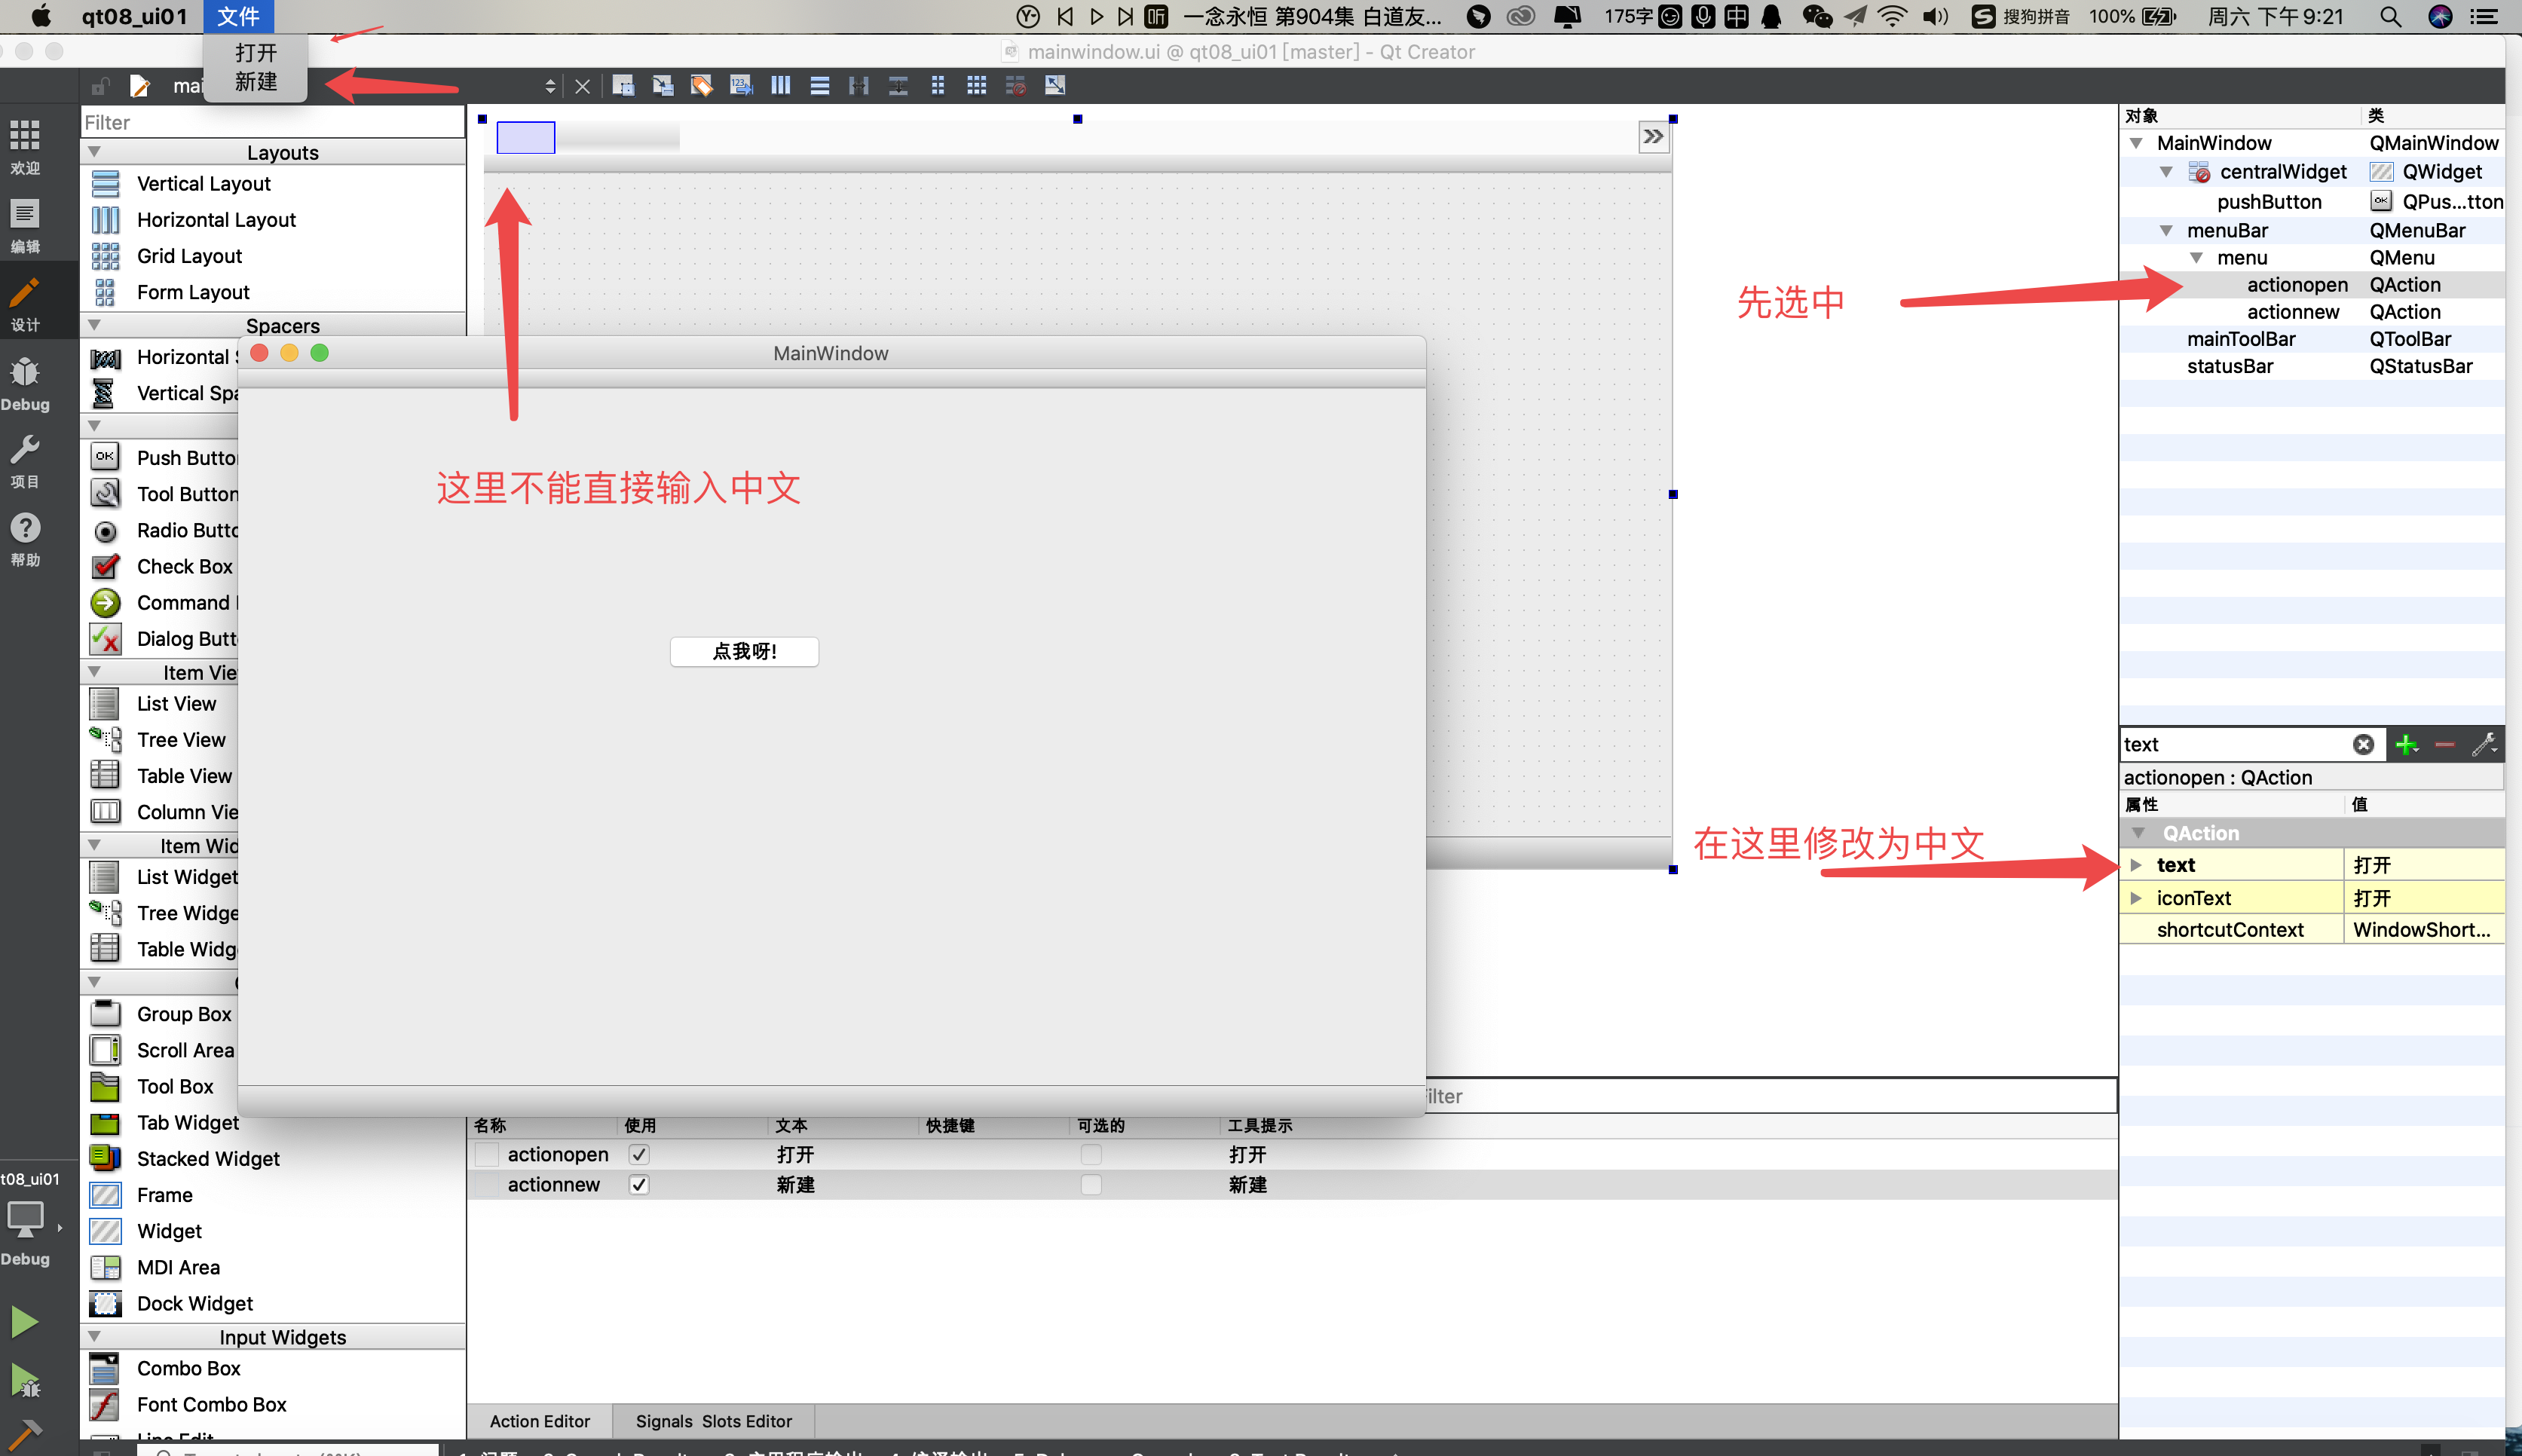 qt08_ui01 文件 一念永恒 第904集 白道友... 175字 中 搜狗拼音 100% 周六 下午 9:21
打开
新建
mainwindow.ui @ qt08_ui01 [master] - Qt Creator
Filter
欢迎
编辑
设计
Debug
项目
帮助
t08_ui01
Debug
Layouts
Vertical Layout
Horizontal Layout
Grid Layout
Form Layout
Spacers
Horizontal
Vertical Spa
Push Button
Tool Button
Radio Butto
Check Box
Command
Dialog Butt
Item Vie
List View
Tree View
Table View
Column Vie
Item Wid
List Widget
Tree Widge
Table Widg
Group Box
Scroll Area
Tool Box
Tab Widget
Stacked Widget
Frame
Widget
MDI Area
Dock Widget
Input Widgets
Combo Box
Font Combo Box
MainWindow
这里不能直接输入中文
点我呀!
先选中
在这里修改为中文
对象 类
MainWindow QMainWindow
centralWidget QWidget
pushButton QPus...tton
menuBar QMenuBar
menu QMenu
actionopen QAction
actionnew QAction
mainToolBar QToolBar
statusBar QStatusBar
text
actionopen : QAction
属性 值
QAction
text 打开
iconText 打开
shortcutContext WindowShort...
ilter
名称 使用 文本 快捷键 可选的 工具提示
actionopen 打开 打开
actionnew 新建 新建
Action Editor Signals Slots Editor